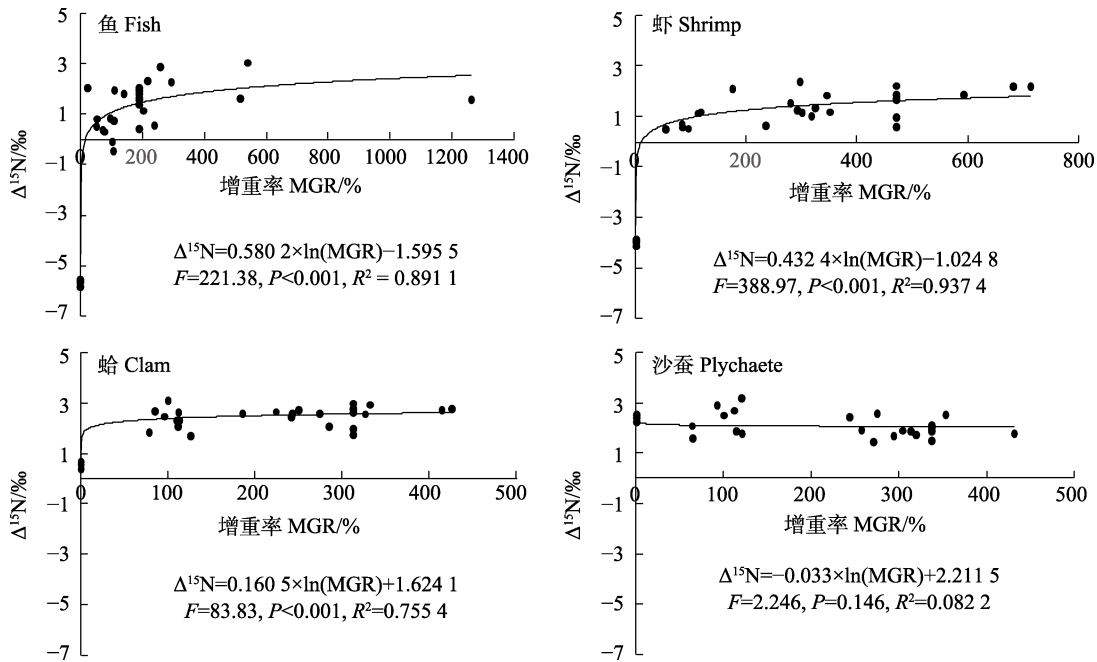 鱼 Fish
5
3
1
−1
−3
−5
−7
0 200 400 600 800 1000 1200 1400
Δ¹⁵N/‰
增重率 MGR/%
Δ¹⁵N=0.580 2×ln(MGR)−1.595 5
F=221.38, P<0.001, R² = 0.891 1
虾 Shrimp
5
3
1
−1
−3
−5
−7
0 200 400 600 800
Δ¹⁵N/‰
增重率 MGR/%
Δ¹⁵N=0.432 4×ln(MGR)−1.024 8
F=388.97, P<0.001, R²=0.937 4
蛤 Clam
5
3
1
−1
−3
−5
−7
0 100 200 300 400 500
Δ¹⁵N/‰
增重率 MGR/%
Δ¹⁵N=0.160 5×ln(MGR)+1.624 1
F=83.83, P<0.001, R²=0.755 4
沙蚕 Plychaete
5
3
1
−1
−3
−5
−7
0 100 200 300 400 500
Δ¹⁵N/‰
增重率 MGR/%
Δ¹⁵N=−0.033×ln(MGR)+2.211 5
F=2.246, P=0.146, R²=0.082 2